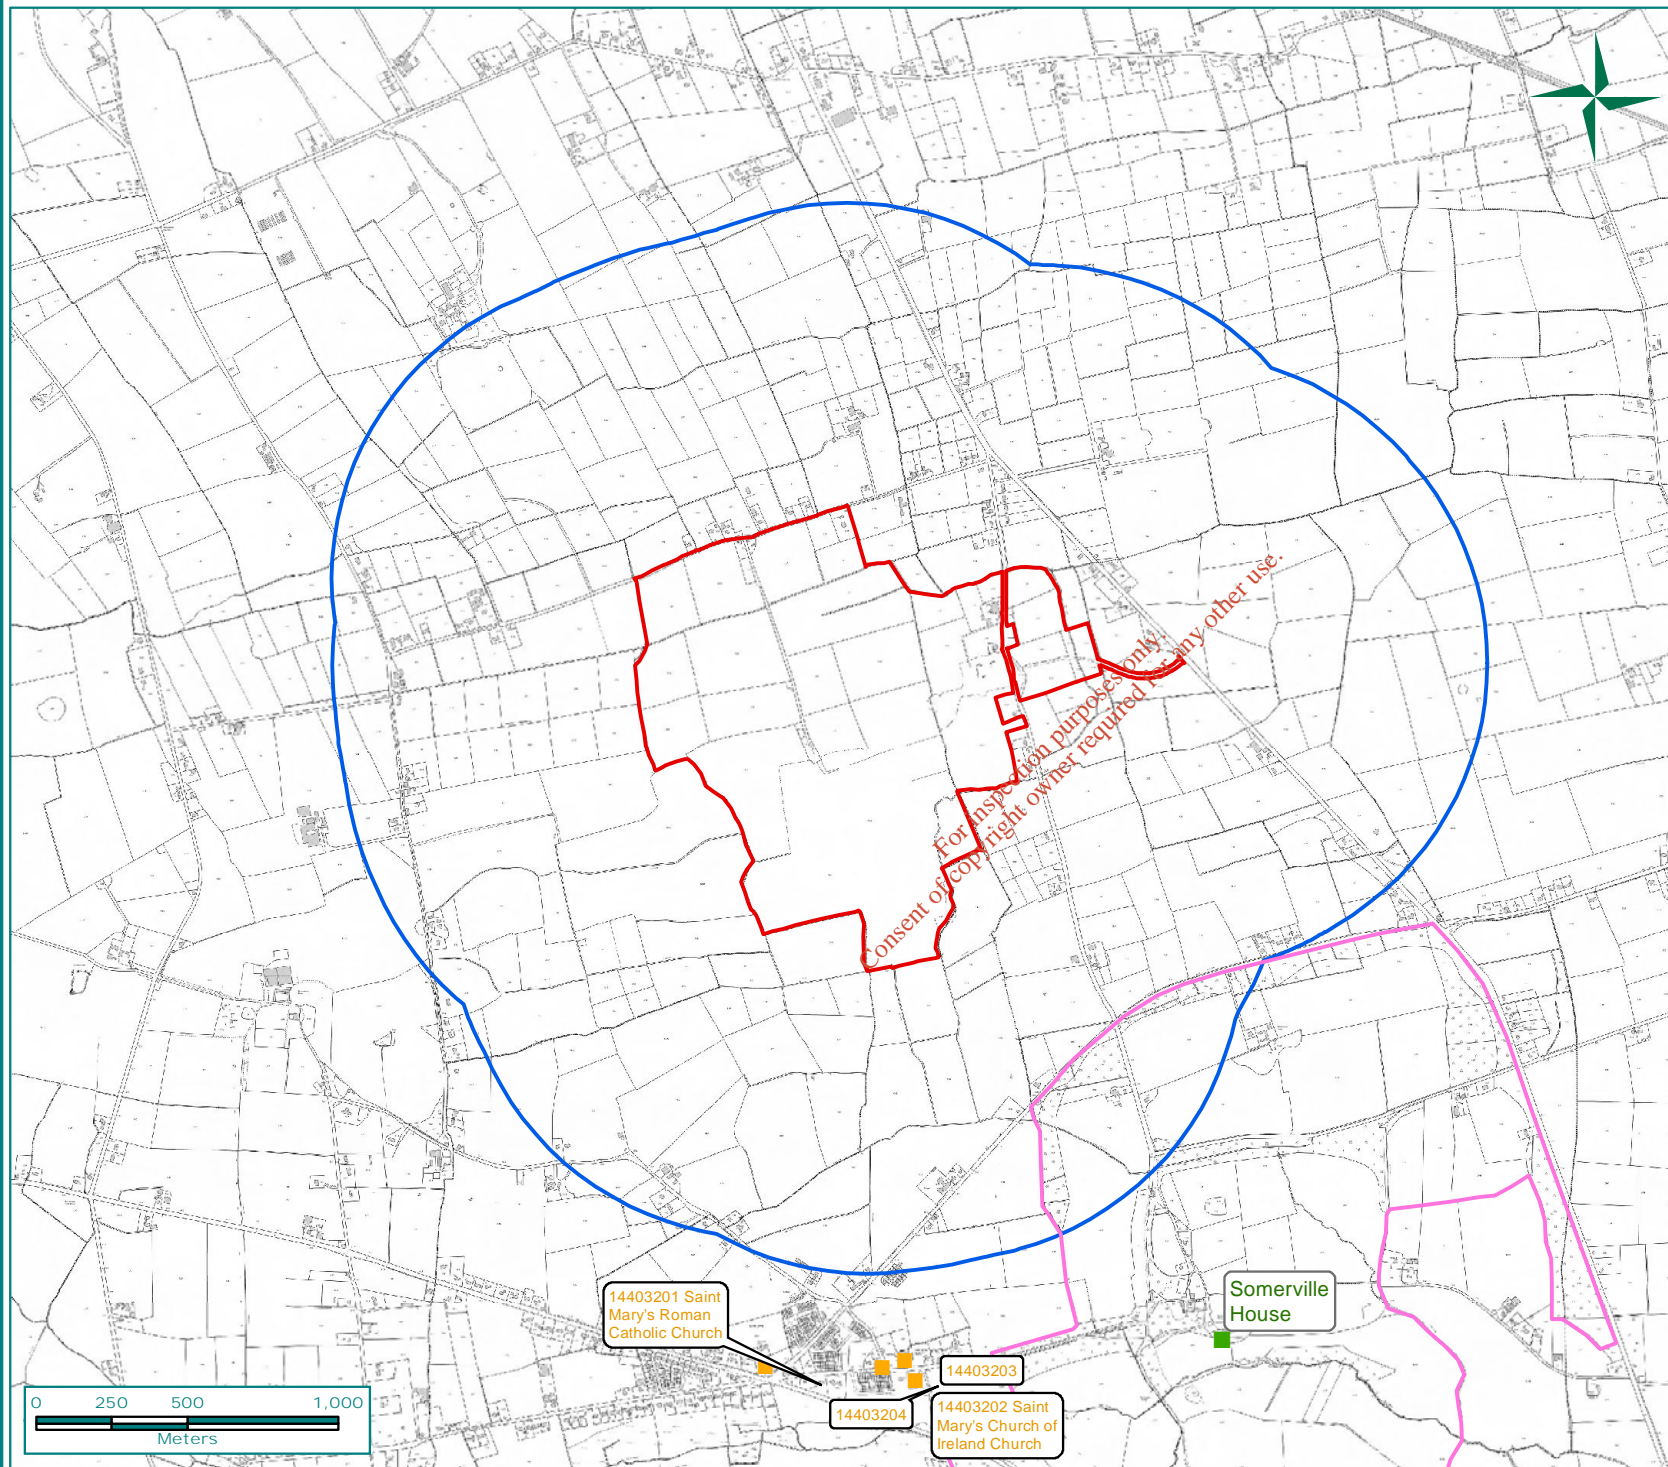 For inspection purposes only.
Consent of copyright owner required for any other use.
Somerville
House
14403201 Saint
Mary's Roman
Catholic Church
14403203
14403204
14403202 Saint
Mary's Church of
Ireland Church
0 250 500 1,000
Meters